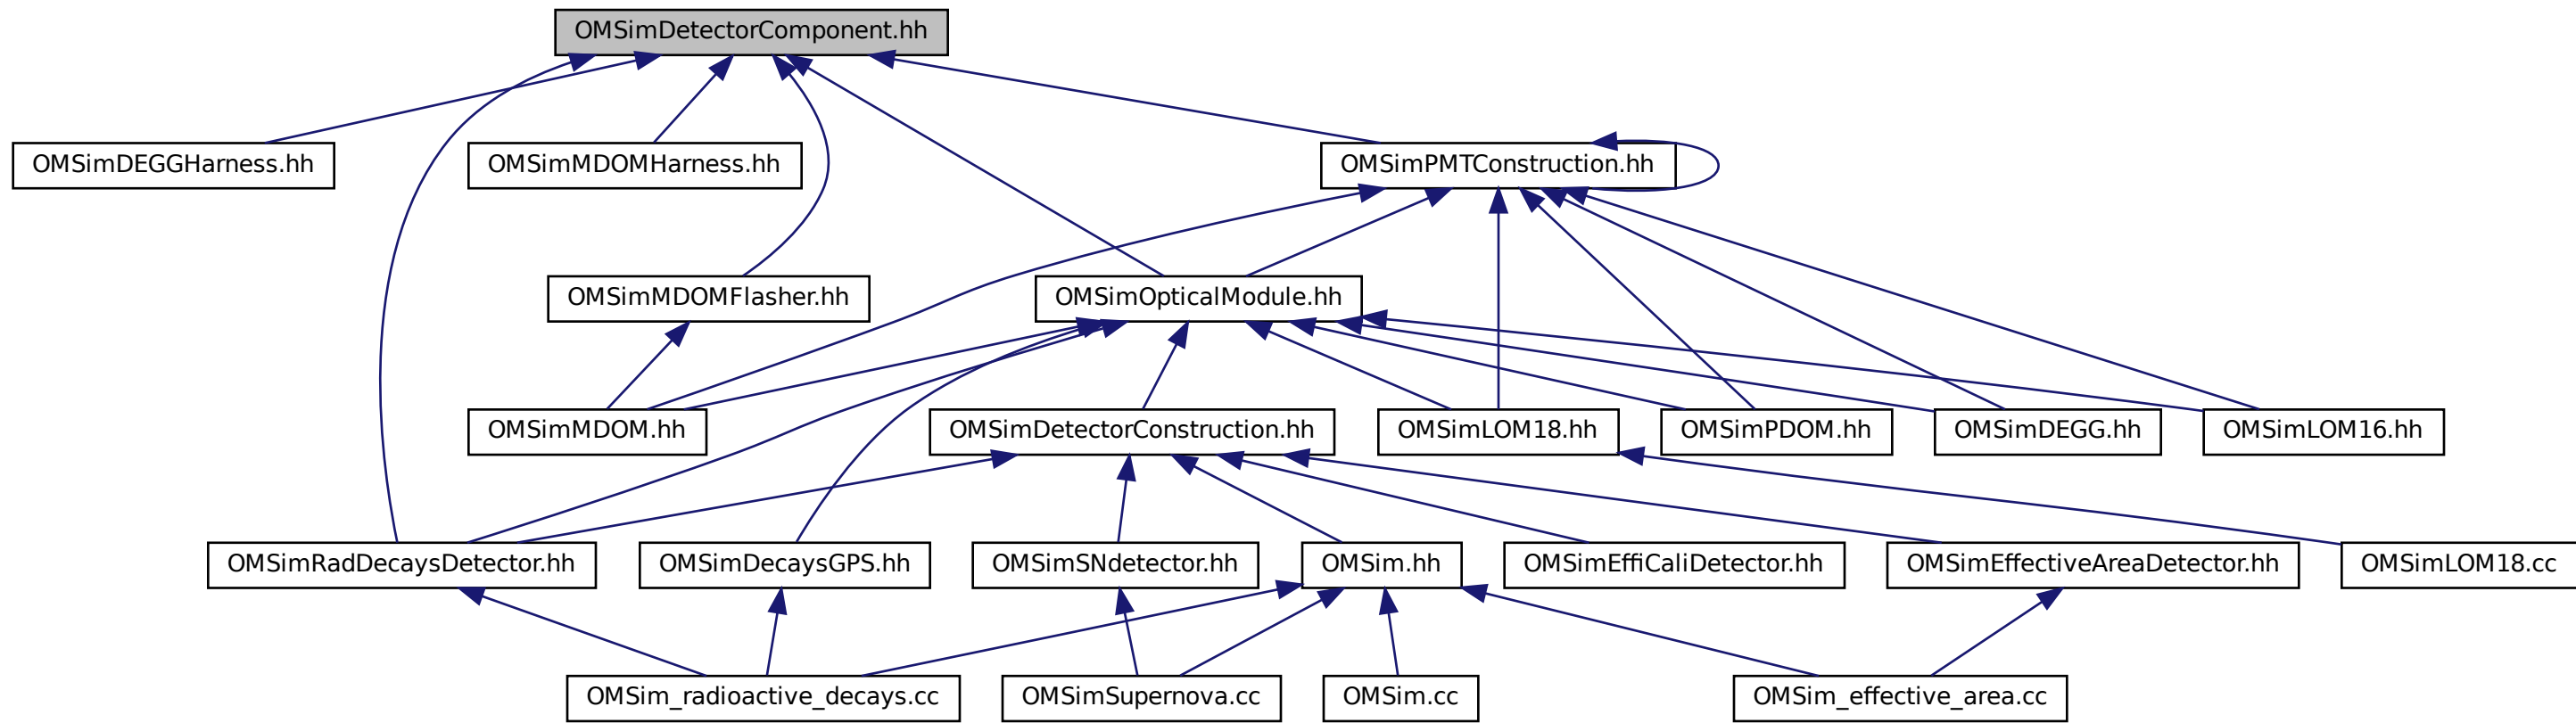 OMSimDetectorComponent.hh
OMSimDEGGHarness.hh
OMSimMDOMHarness.hh
OMSimPMTConstruction.hh
OMSimMDOMFlasher.hh
OMSimOpticalModule.hh
OMSimMDOM.hh
OMSimDetectorConstruction.hh
OMSimLOM18.hh
OMSimPDOM.hh
OMSimDEGG.hh
OMSimLOM16.hh
OMSimRadDecaysDetector.hh
OMSimDecaysGPS.hh
OMSimSNdetector.hh
OMSim.hh
OMSimEffiCaliDetector.hh
OMSimEffectiveAreaDetector.hh
OMSimLOM18.cc
OMSim_radioactive_decays.cc
OMSimSupernova.cc
OMSim.cc
OMSim_effective_area.cc